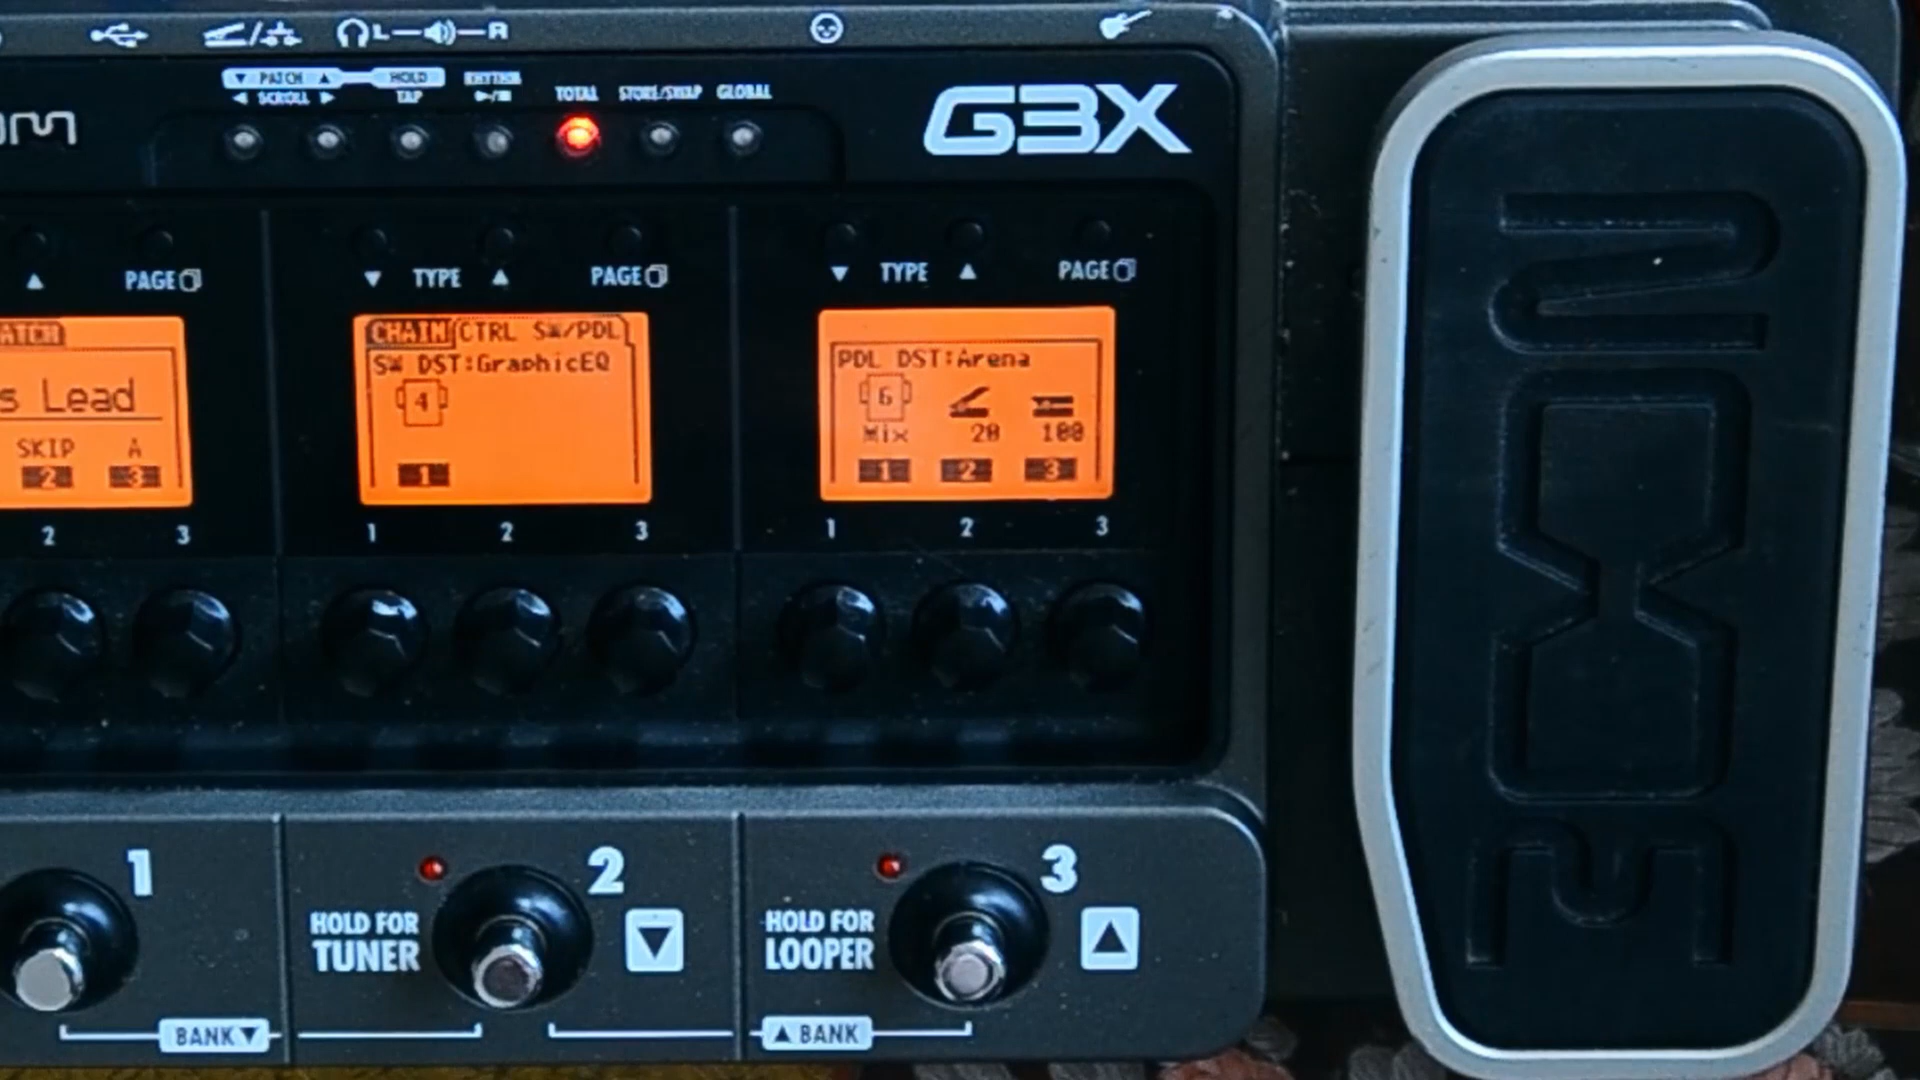 L R
PATCH HOLD
SCROLL TAP TOTAL STORE/SWAP GLOBAL
G3X
PAGE TYPE PAGE TYPE PAGE
CHAIN CTRL SW/PDL
SW DST:GraphicEQ
4
1
PDL DST:Arena
6
Mix 20 100
1 2 3
s Lead
SKIP A
2 3
2 3 1 2 3 1 2 3
1 2 3
HOLD FOR
TUNER
HOLD FOR
LOOPER
BANK▼ ▲BANK
ZOOM